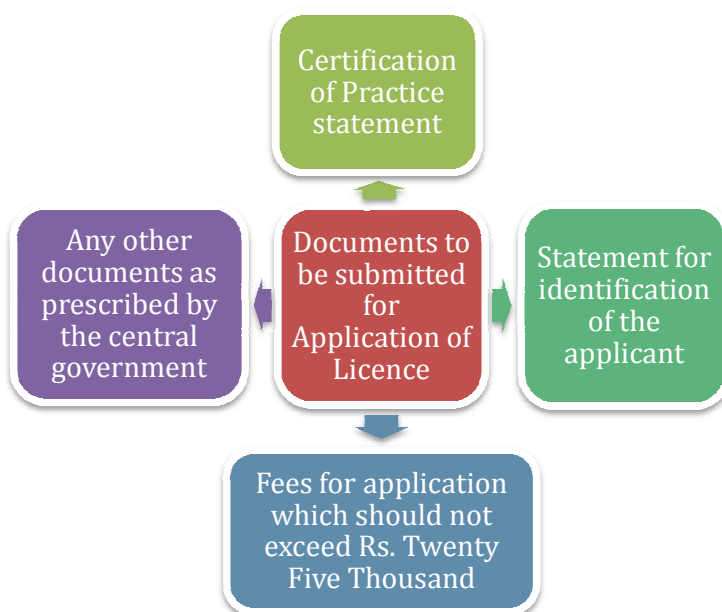 Certification
of Practice
statement
Any other
documents as
prescribed by
the central
government
Documents to
be submitted
for
Application of
Licence
Statement for
identification
of the
applicant
Fees for application
which should not
exceed Rs. Twenty
Five Thousand